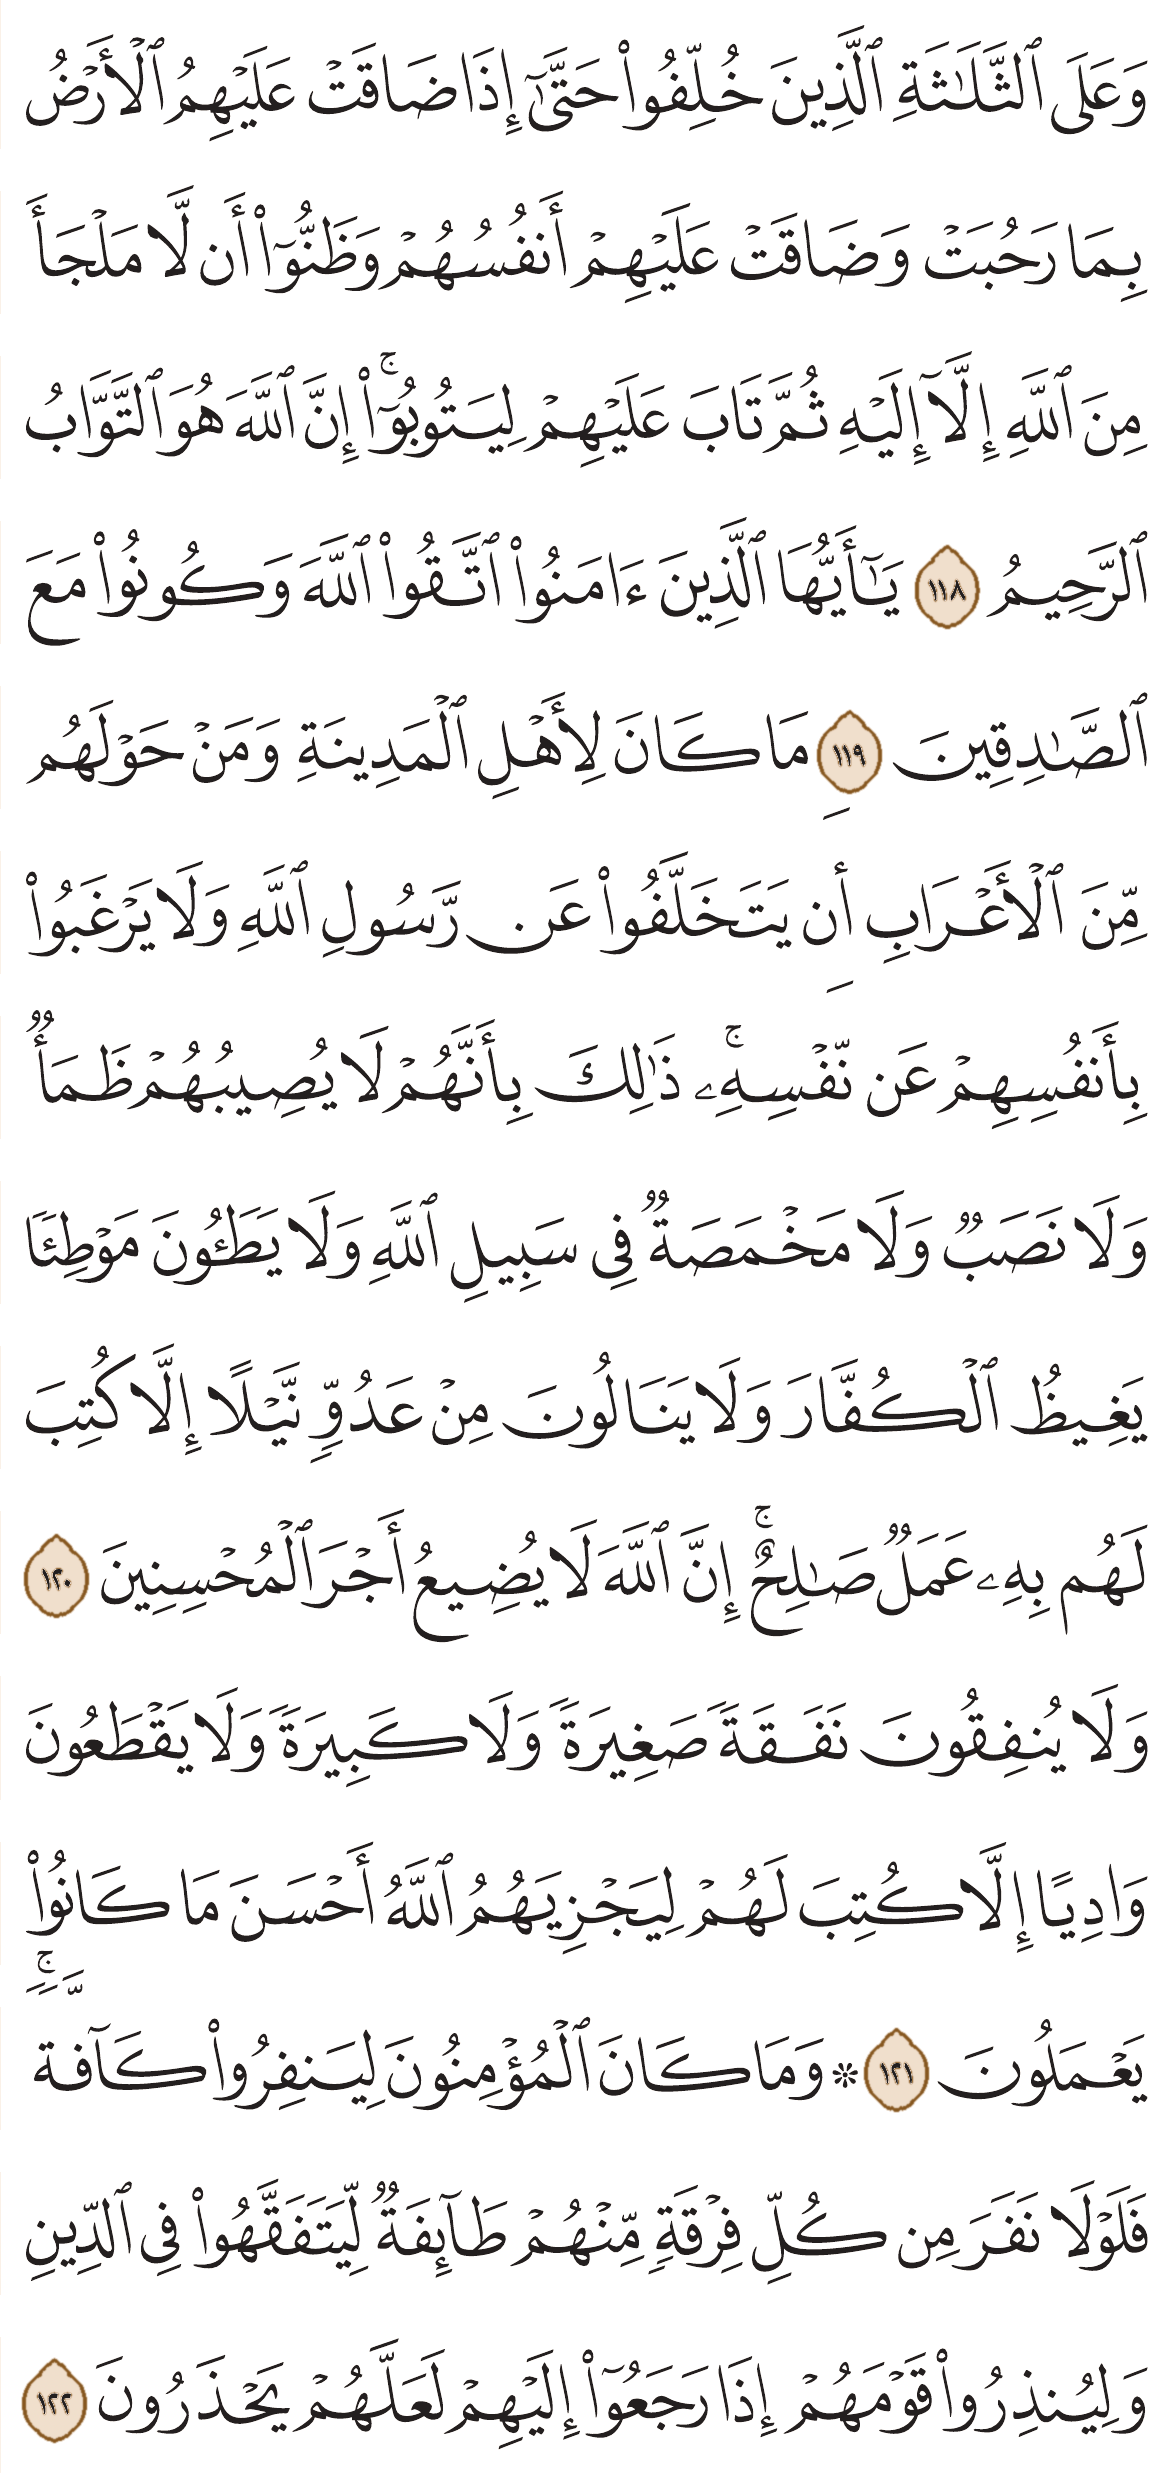 وَعَلَى ٱلثَّلَٰثَةِ ٱلَّذِينَ خُلِّفُوا۟ حَتَّىٰٓ إِذَا ضَاقَتْ عَلَيْهِمُ ٱلْأَرْضُ
بِمَا رَحُبَتْ وَضَاقَتْ عَلَيْهِمْ أَنفُسُهُمْ وَظَنُّوٓا۟ أَن لَّا مَلْجَأَ
مِنَ ٱللَّهِ إِلَّآ إِلَيْهِ ثُمَّ تَابَ عَلَيْهِمْ لِيَتُوبُوٓا۟ ۚ إِنَّ ٱللَّهَ هُوَ ٱلتَّوَّابُ
ٱلرَّحِيمُ ١١٨ يَٰٓأَيُّهَا ٱلَّذِينَ ءَامَنُوا۟ ٱتَّقُوا۟ ٱللَّهَ وَكُونُوا۟ مَعَ
ٱلصَّٰدِقِينَ ١١٩ مَا كَانَ لِأَهْلِ ٱلْمَدِينَةِ وَمَنْ حَوْلَهُم
مِّنَ ٱلْأَعْرَابِ أَن يَتَخَلَّفُوا۟ عَن رَّسُولِ ٱللَّهِ وَلَا يَرْغَبُوا۟
بِأَنفُسِهِمْ عَن نَّفْسِهِۦ ۚ ذَٰلِكَ بِأَنَّهُمْ لَا يُصِيبُهُمْ ظَمَأٌ
وَلَا نَصَبٌ وَلَا مَخْمَصَةٌ فِى سَبِيلِ ٱللَّهِ وَلَا يَطَـُٔونَ مَوْطِئًا
يَغِيظُ ٱلْكُفَّارَ وَلَا يَنَالُونَ مِنْ عَدُوٍّ نَّيْلًا إِلَّا كُتِبَ
لَهُم بِهِۦ عَمَلٌ صَٰلِحٌ ۚ إِنَّ ٱللَّهَ لَا يُضِيعُ أَجْرَ ٱلْمُحْسِنِينَ ١٢٠
وَلَا يُنفِقُونَ نَفَقَةً صَغِيرَةً وَلَا كَبِيرَةً وَلَا يَقْطَعُونَ
وَادِيًا إِلَّا كُتِبَ لَهُمْ لِيَجْزِيَهُمُ ٱللَّهُ أَحْسَنَ مَا كَانُوا۟
يَعْمَلُونَ ١٢١ ۞ وَمَا كَانَ ٱلْمُؤْمِنُونَ لِيَنفِرُوا۟ كَآفَّةً ۚ
فَلَوْلَا نَفَرَ مِن كُلِّ فِرْقَةٍ مِّنْهُمْ طَآئِفَةٌ لِّيَتَفَقَّهُوا۟ فِى ٱلدِّينِ
وَلِيُنذِرُوا۟ قَوْمَهُمْ إِذَا رَجَعُوٓا۟ إِلَيْهِمْ لَعَلَّهُمْ يَحْذَرُونَ ١٢٢